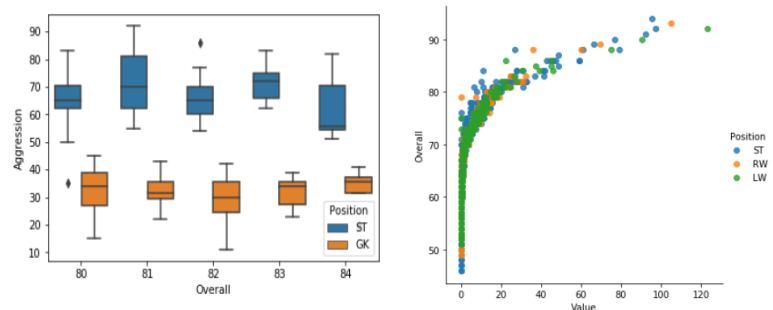 90
80
70
60
50
40
30
20
10
Aggression
Position
ST
GK
80 81 82 83 84
Overall
90
80
70
60
50
Overall
Position
ST
RW
LW
0 20 40 60 80 100 120
Value